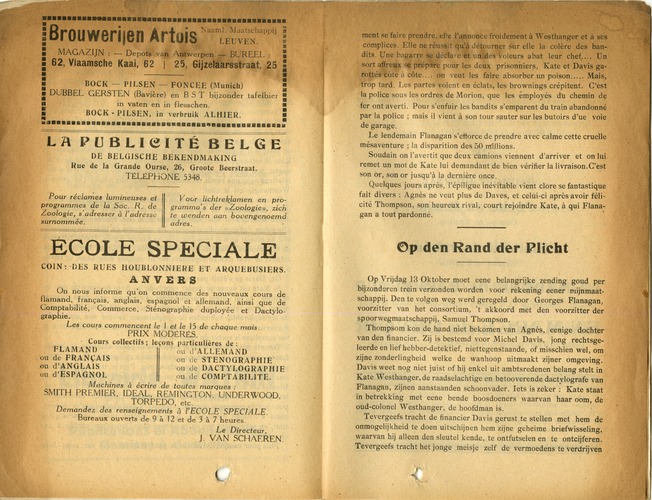 Brouwerijen Artois Naaml. Maatschappij
LEUVEN.
MAGAZIJN : — Depots van Antwerpen — BUREEL :
62, Vlaamsche Kaai, 62 | 25, Gijzelaarsstraat, 25
BOCK — PILSEN — FONCEE (Munich)
DUBBEL GERSTEN (Bavière) en B S T bijzonder tafelbier
in vaten en in flesschen.
BOCK - PILSEN, in verbruik ALHIER.
LA PUBLICITÉ BELGE
DE BELGISCHE BEKENDMAKING
Rue de la Grande Ourse, 26, Groote Beerstraat.
TELEPHONE 5348.
Pour réclames lumineuses et
programmes de la Soc. R. de
Zoologie, s'adresser à l'adresse
surnommée.
Voor lichtreklamen en pro-
gramma's der «Zoologie», zich
te wenden aan bovengenoemd
adres.
ECOLE SPECIALE
COIN: DES RUES HOUBLONNIERE ET ARQUEBUSIERS.
ANVERS
On nous informe qu'on commence des nouveaux cours de
flamand, français, anglais, espagnol et allemand, ainsi que de
Comptabilité, Commerce, Sténographie duployée et Dactylo-
graphie.
Les cours commencent le 1 et le 15 de chaque mois.
PRIX MODERES.
Cours collectifs; leçons particulières de:
FLAMAND
ou de FRANÇAIS
ou d'ANGLAIS
ou d'ESPAGNOL
ou d'ALLEMAND
ou de STENOGRAPHIE
ou de DACTYLOGRAPHIE
ou de COMPTABILITE.
Machines à écrire de toutes marques:
SMITH PREMIER, IDEAL, REMINGTON, UNDERWOOD,
TORPEDO, etc.
Demandez des renseignements à l'ECOLE SPECIALE.
Bureaux ouverts de 9 à 12 et de 3 à 7 heures.
Le Directeur,
J. VAN SCHAEREN.
ment se faire prendre, elle l'annonce froidement à Westhanger et à ses
complices. Elle ne réussit qu'à détourner sur elle la colère des ban-
dits. Une bagarre se déclare et un des voleurs abat leur chef.... Un
sort affreux se prépare pour les deux prisonniers, Kate et Davis ga-
rottés côte à côte.... on veut les faire absorber un poison..... Mais,
trop tard. Les portes volent en éclats, les brownings crépitent. C'est
la police sous les ordres de Morion, que les employés du chemin de
fer ont averti. Pour s'enfuir les bandits s'emparent du train abandonné
par la police; mais il vient à son tour sauter sur les butoirs d'une voie
de garage.
Le lendemain Flanagan s'efforce de prendre avec calme cette cruelle
mésaventure; la disparition des 50 millions.
Soudain on l'avertit que deux camions viennent d'arriver et on lui
remet un mot de Kate lui demandant de bien vérifier la livraison. C'est
son or, son or jusqu'à la dernière once.
Quelques jours après, l'épilogue inévitable vient clore se fantastique
fait divers: Agnès ne veut plus de Daves, et celui-ci après avoir féli-
cité Thompson, son heureux rival, court rejoindre Kate, à qui Flana-
gan a tout pardonné.
Op den Rand der Plicht
Op Vrijdag 13 Oktober moet eene belangrijke zending goud per
bijzonderen trein verzonden worden voor rekening eener mijnmaat-
schappij. Den te volgen weg werd geregeld door Georges Flanagan,
voorzitter van het consortium, 't akkoord met den voorzitter der
spoorwegmaatschappij, Samuel Thompson.
Thompsom kon de hand niet bekomen van Agnès, eenige dochter
van den financier. Zij is bestemd voor Michel Davis, jong rechtsge-
leerde en lief hebber-detektief, niettegenstaande, of misschien wel, om
zijne zonderlingheid welke de wanhoop uitmaakt zijner omgeving.
Davis weet nog niet juist of hij enkel uit ambtsredenen belang stelt in
Kate Westhanger, de raadselachtige en betooverende dactylografe van
Flanagan, zijnen aanstaanden schoonvader. Iets is zeker: Kate staat
in betrekking met eene bende boosdoeners waarvan haar oom, de
oud-colonel Westhanger, de hoofdman is.
Tevergeefs tracht de financier Davis gerust te stellen met hem de
onmogelijkheid te doen uitschijnen hem zijne geheime briefwisseling,
waarvan hij alleen den sleutel kende, te ontfutselen en te ontcijferen.
Tevergeefs tracht het jonge meisje zelf de vermoedens te verdrijven